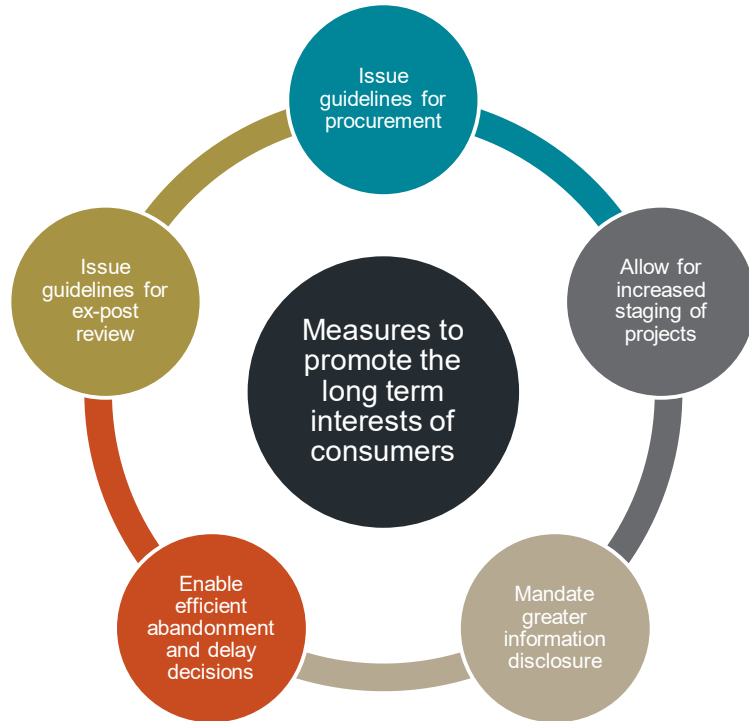 Issue
guidelines for
procurement
Allow for
increased
staging of
projects
Mandate
greater
information
disclosure
Enable
efficient
abandonment
and delay
decisions
Issue
guidelines for
ex-post
review
Measures to
promote the
long term
interests of
consumers